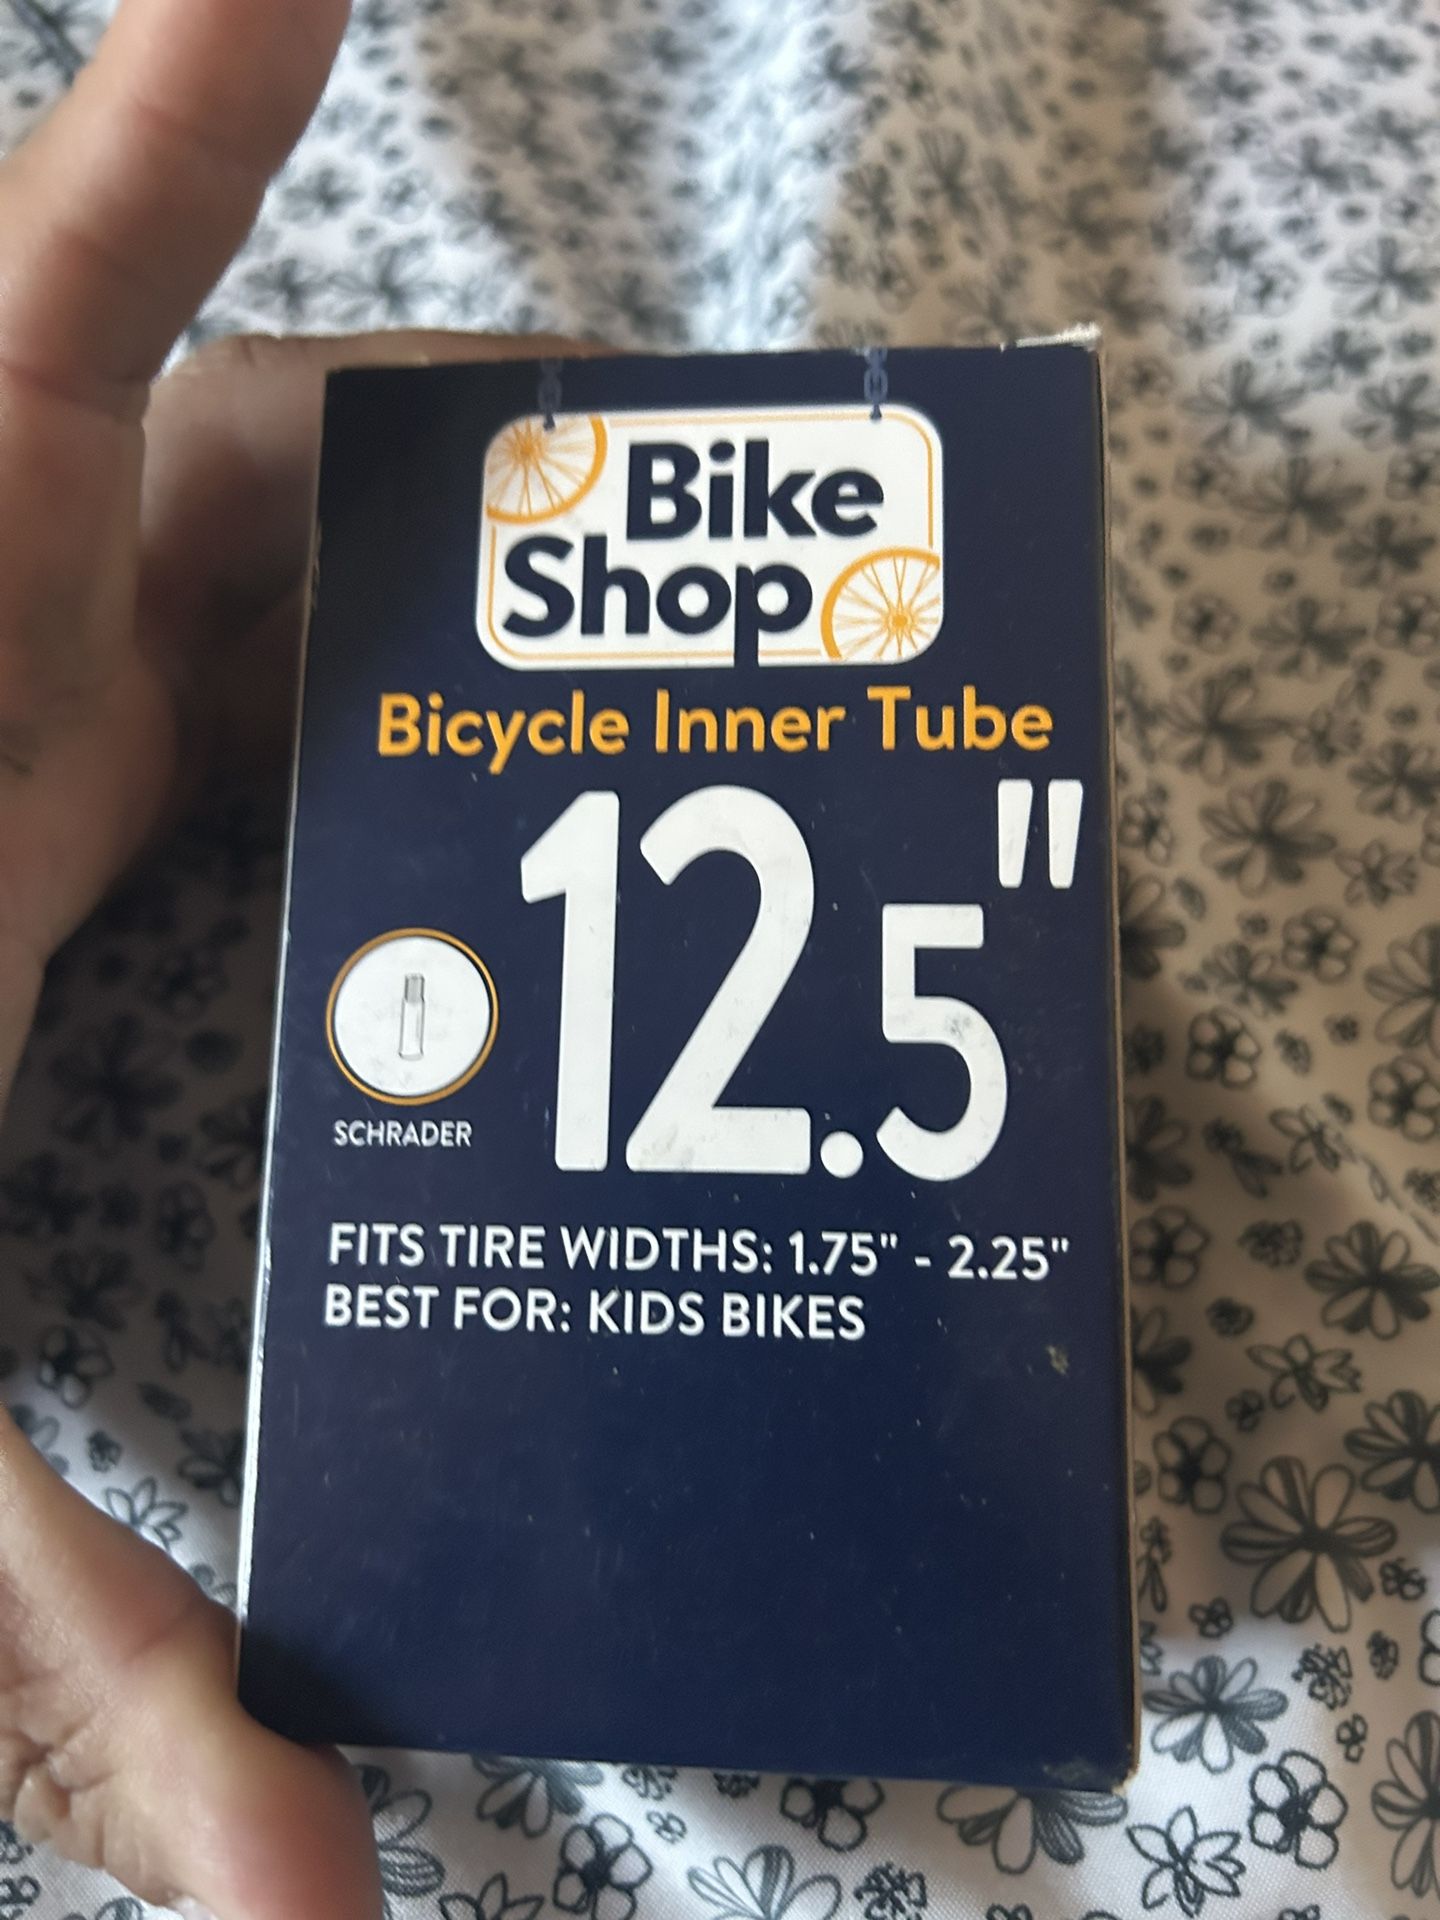 Bike
Shop
Bicycle Inner Tube
12.5"
SCHRADER
FITS TIRE WIDTHS: 1.75" - 2.25"
BEST FOR: KIDS BIKES